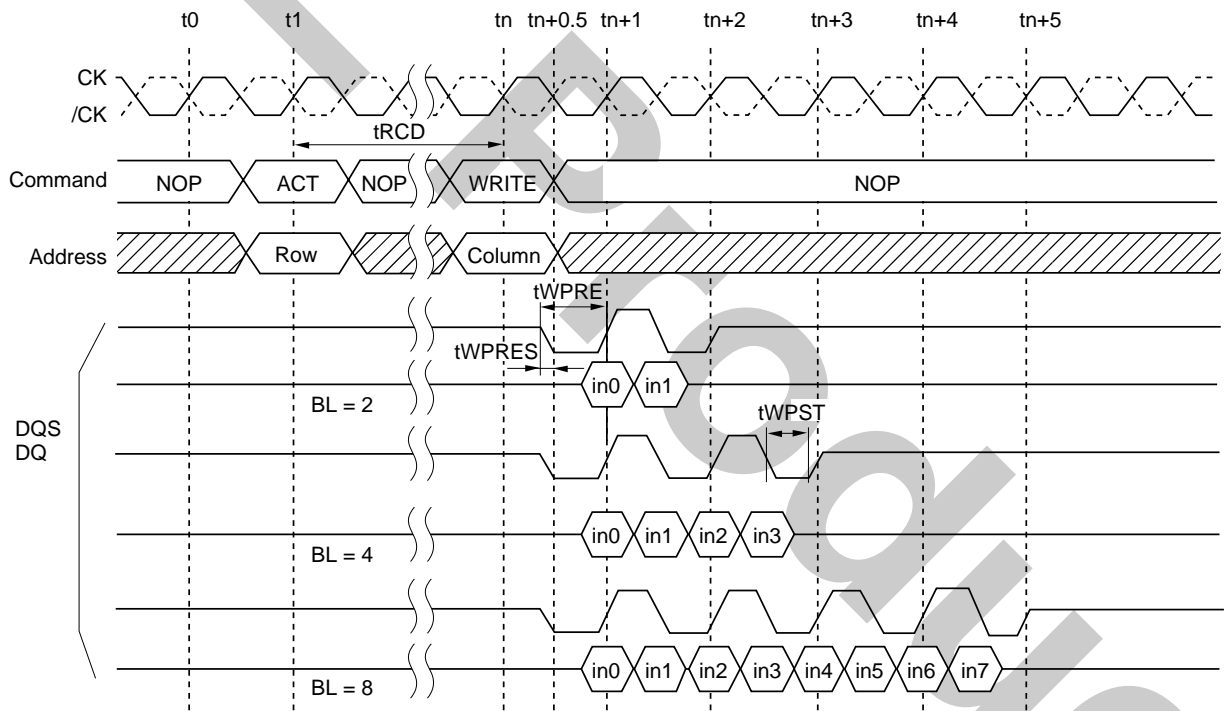 t0 t1 tn tn+0.5 tn+1 tn+2 tn+3 tn+4 tn+5
CK
/CK
tRCD
Command NOP ACT NOP WRITE NOP
Address Row Column
tWPRE
tWPRES
in0 in1
BL = 2
tWPST
DQS
DQ
in0 in1 in2 in3
BL = 4
in0 in1 in2 in3 in4 in5 in6 in7
BL = 8